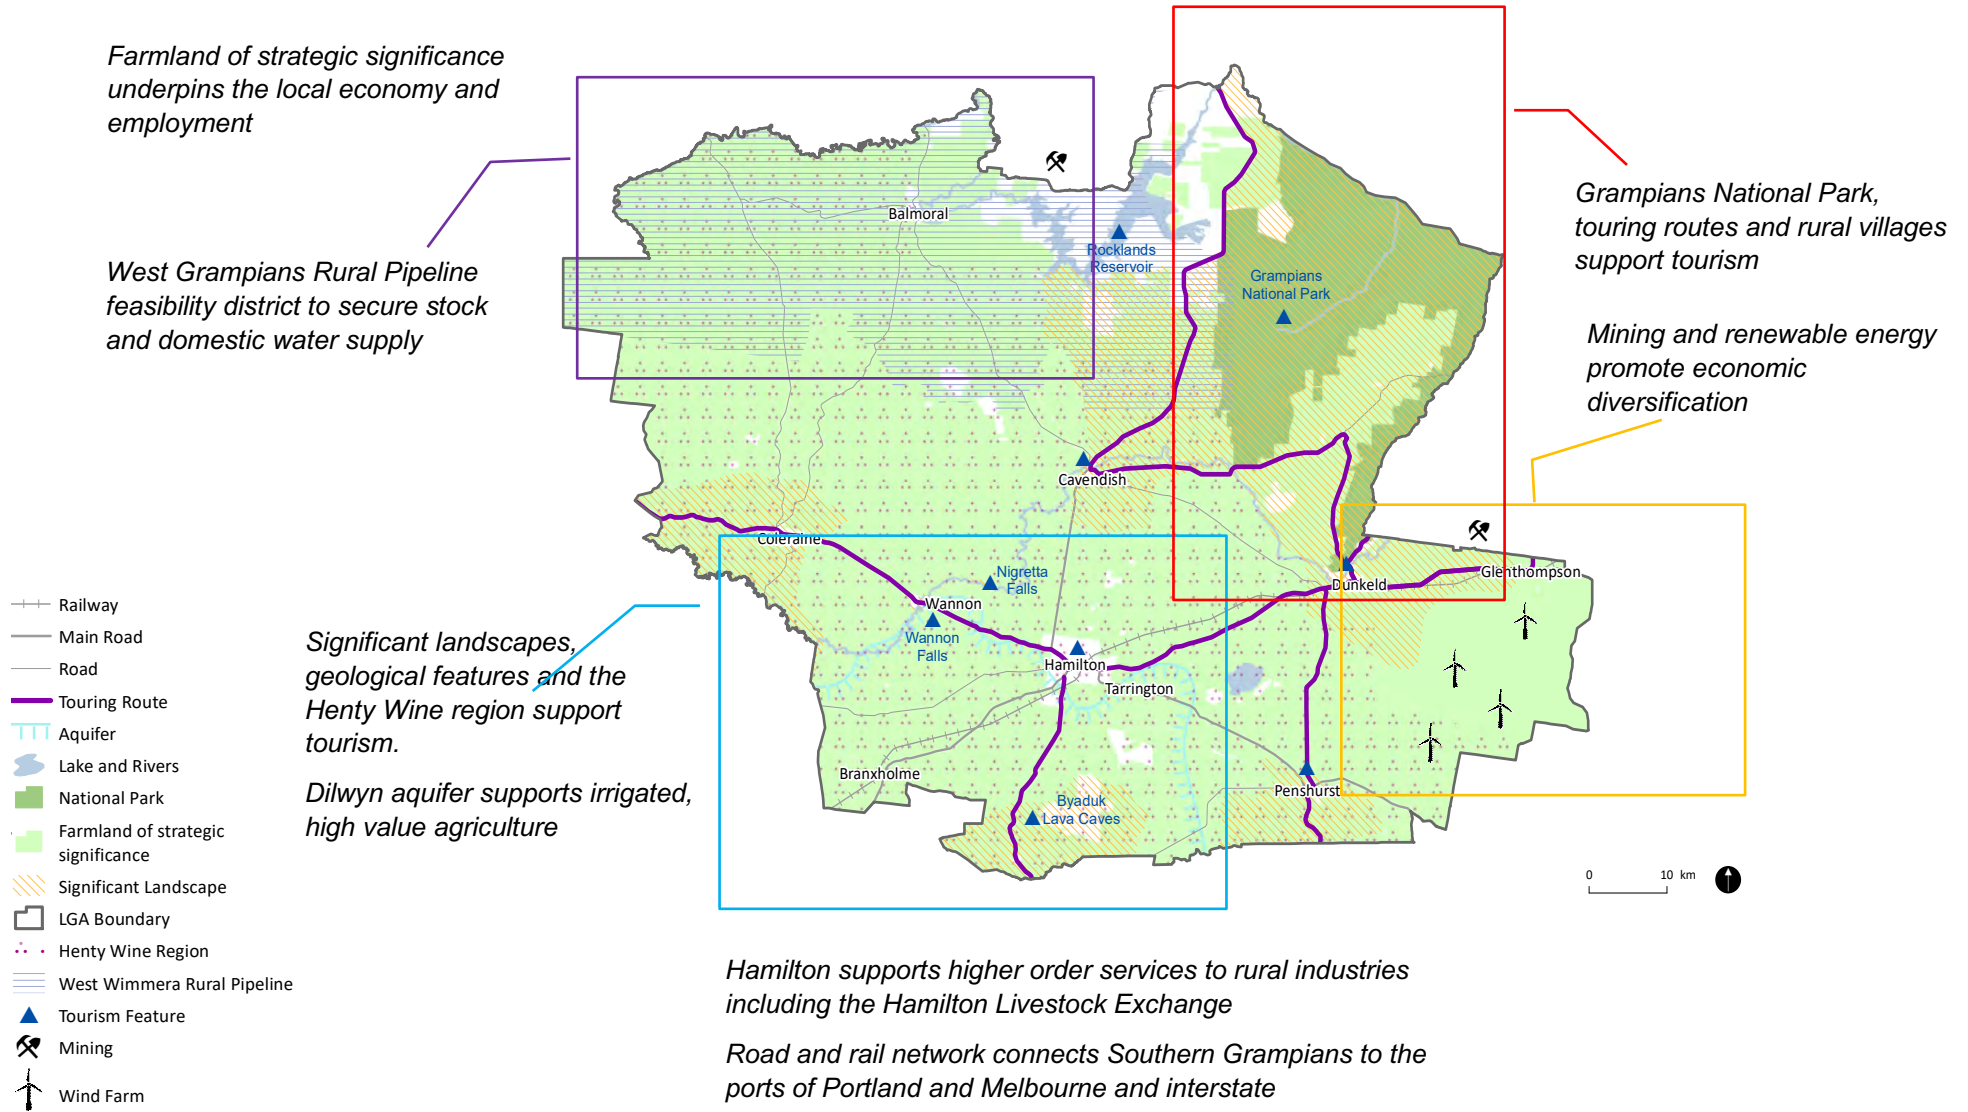 Farmland of strategic significance
underpins the local economy and
employment
West Grampians Rural Pipeline
feasibility district to secure stock
and domestic water supply
Grampians National Park,
touring routes and rural villages
support tourism
Mining and renewable energy
promote economic
diversification
Balmoral
Rocklands
Reservoir
Grampians
National Park
Cavendish
Coleraine
Nigretta
Falls
Wannon
Wannon
Falls
Hamilton
Tarrington
Dunkeld
Glenthompson
Branxholme
Penshurst
Byaduk
Lava Caves
Significant landscapes,
geological features and the
Henty Wine region support
tourism.
Dilwyn aquifer supports irrigated,
high value agriculture
Railway
Main Road
Road
Touring Route
Aquifer
Lake and Rivers
National Park
Farmland of strategic
significance
Significant Landscape
LGA Boundary
Henty Wine Region
West Wimmera Rural Pipeline
Tourism Feature
Mining
Wind Farm
0 10 km
Hamilton supports higher order services to rural industries
including the Hamilton Livestock Exchange
Road and rail network connects Southern Grampians to the
ports of Portland and Melbourne and interstate